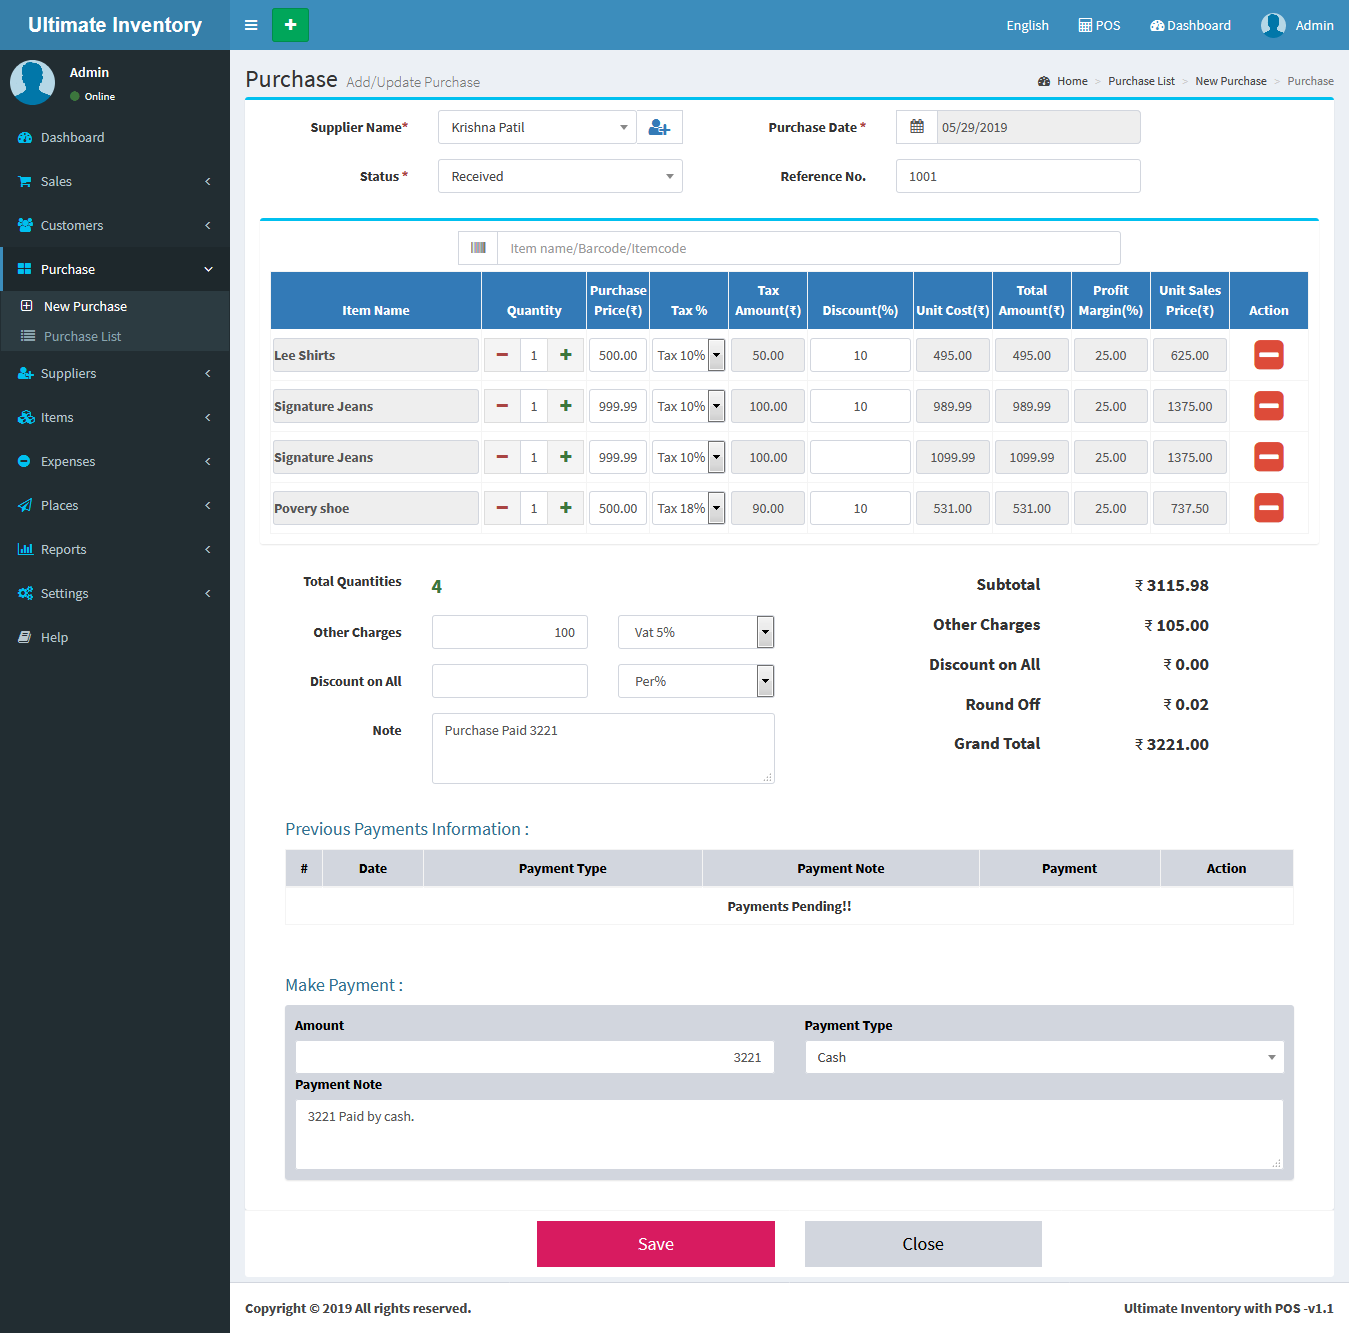 Ultimate Inventory
English POS Dashboard Admin
Admin
Online
Dashboard
Sales
Customers
Purchase
New Purchase
Purchase List
Suppliers
Items
Expenses
Places
Reports
Settings
Help
Purchase Add/Update Purchase
Home > Purchase List > New Purchase > Purchase
Supplier Name* Krishna Patil Purchase Date * 05/29/2019
Status * Received Reference No. 1001
Item name/Barcode/Itemcode
Item Name Quantity Purchase Price(₹) Tax % Tax Amount(₹) Discount(%) Unit Cost(₹) Total Amount(₹) Profit Margin(%) Unit Sales Price(₹) Action
Lee Shirts 1 500.00 Tax 10% 50.00 10 495.00 495.00 25.00 625.00
Signature Jeans 1 999.99 Tax 10% 100.00 10 989.99 989.99 25.00 1375.00
Signature Jeans 1 999.99 Tax 10% 100.00 1099.99 1099.99 25.00 1375.00
Povery shoe 1 500.00 Tax 18% 90.00 10 531.00 531.00 25.00 737.50
Total Quantities 4 Subtotal ₹ 3115.98
Other Charges 100 Vat 5% Other Charges ₹ 105.00
Discount on All Per% Discount on All ₹ 0.00
Note Purchase Paid 3221 Round Off ₹ 0.02
Grand Total ₹ 3221.00
Previous Payments Information :
# Date Payment Type Payment Note Payment Action
Payments Pending!!
Make Payment :
Amount Payment Type
3221 Cash
Payment Note
3221 Paid by cash.
Save Close
Copyright © 2019 All rights reserved. Ultimate Inventory with POS -v1.1